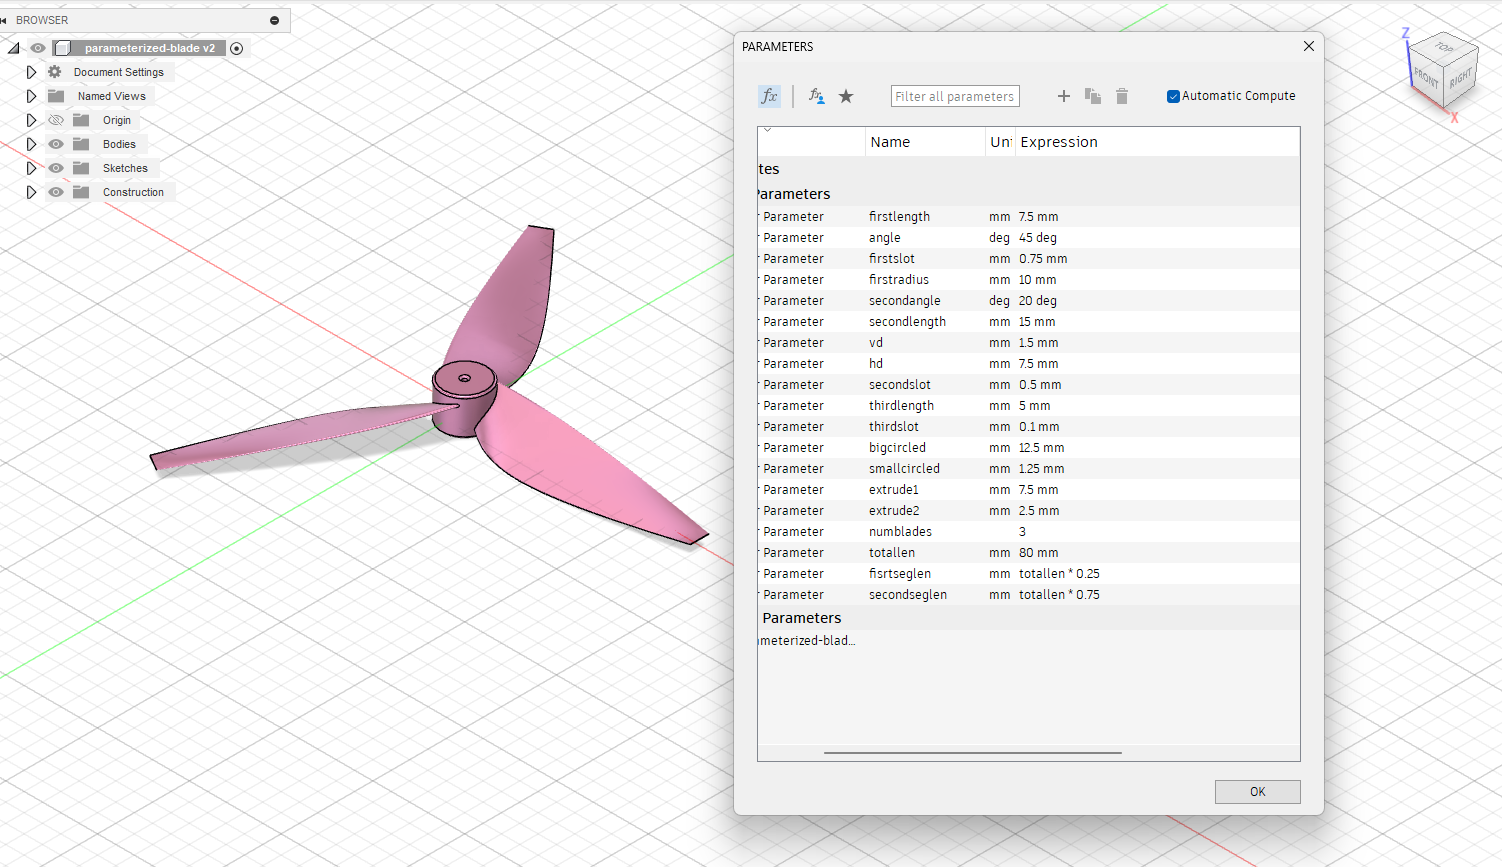 BROWSER
parameterized-blade v2
Document Settings
Named Views
Origin
Bodies
Sketches
Construction
PARAMETERS
fx fx Filter all parameters Automatic Compute
Name Uni Expression
tes
Parameters
r Parameter firstlength mm 7.5 mm
r Parameter angle deg 45 deg
r Parameter firstslot mm 0.75 mm
r Parameter firstradius mm 10 mm
r Parameter secondangle deg 20 deg
r Parameter secondlength mm 15 mm
r Parameter vd mm 1.5 mm
r Parameter hd mm 7.5 mm
r Parameter secondslot mm 0.5 mm
r Parameter thirdlength mm 5 mm
r Parameter thirdslot mm 0.1 mm
r Parameter bigcircled mm 12.5 mm
r Parameter smallcircled mm 1.25 mm
r Parameter extrude1 mm 7.5 mm
r Parameter extrude2 mm 2.5 mm
r Parameter numblades 3
r Parameter totallen mm 80 mm
r Parameter fisrtseglen mm totallen * 0.25
r Parameter secondseglen mm totallen * 0.75
Parameters
ameterized-blad...
OK
Z
TOP
FRONT RIGHT
X